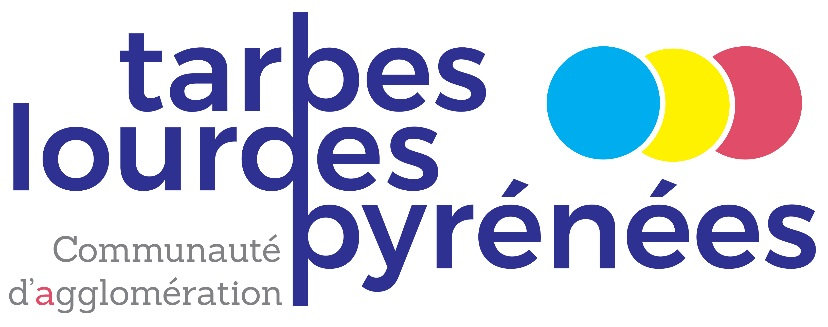 tarbes
lourdes
pyrénées
Communauté
d'agglomération